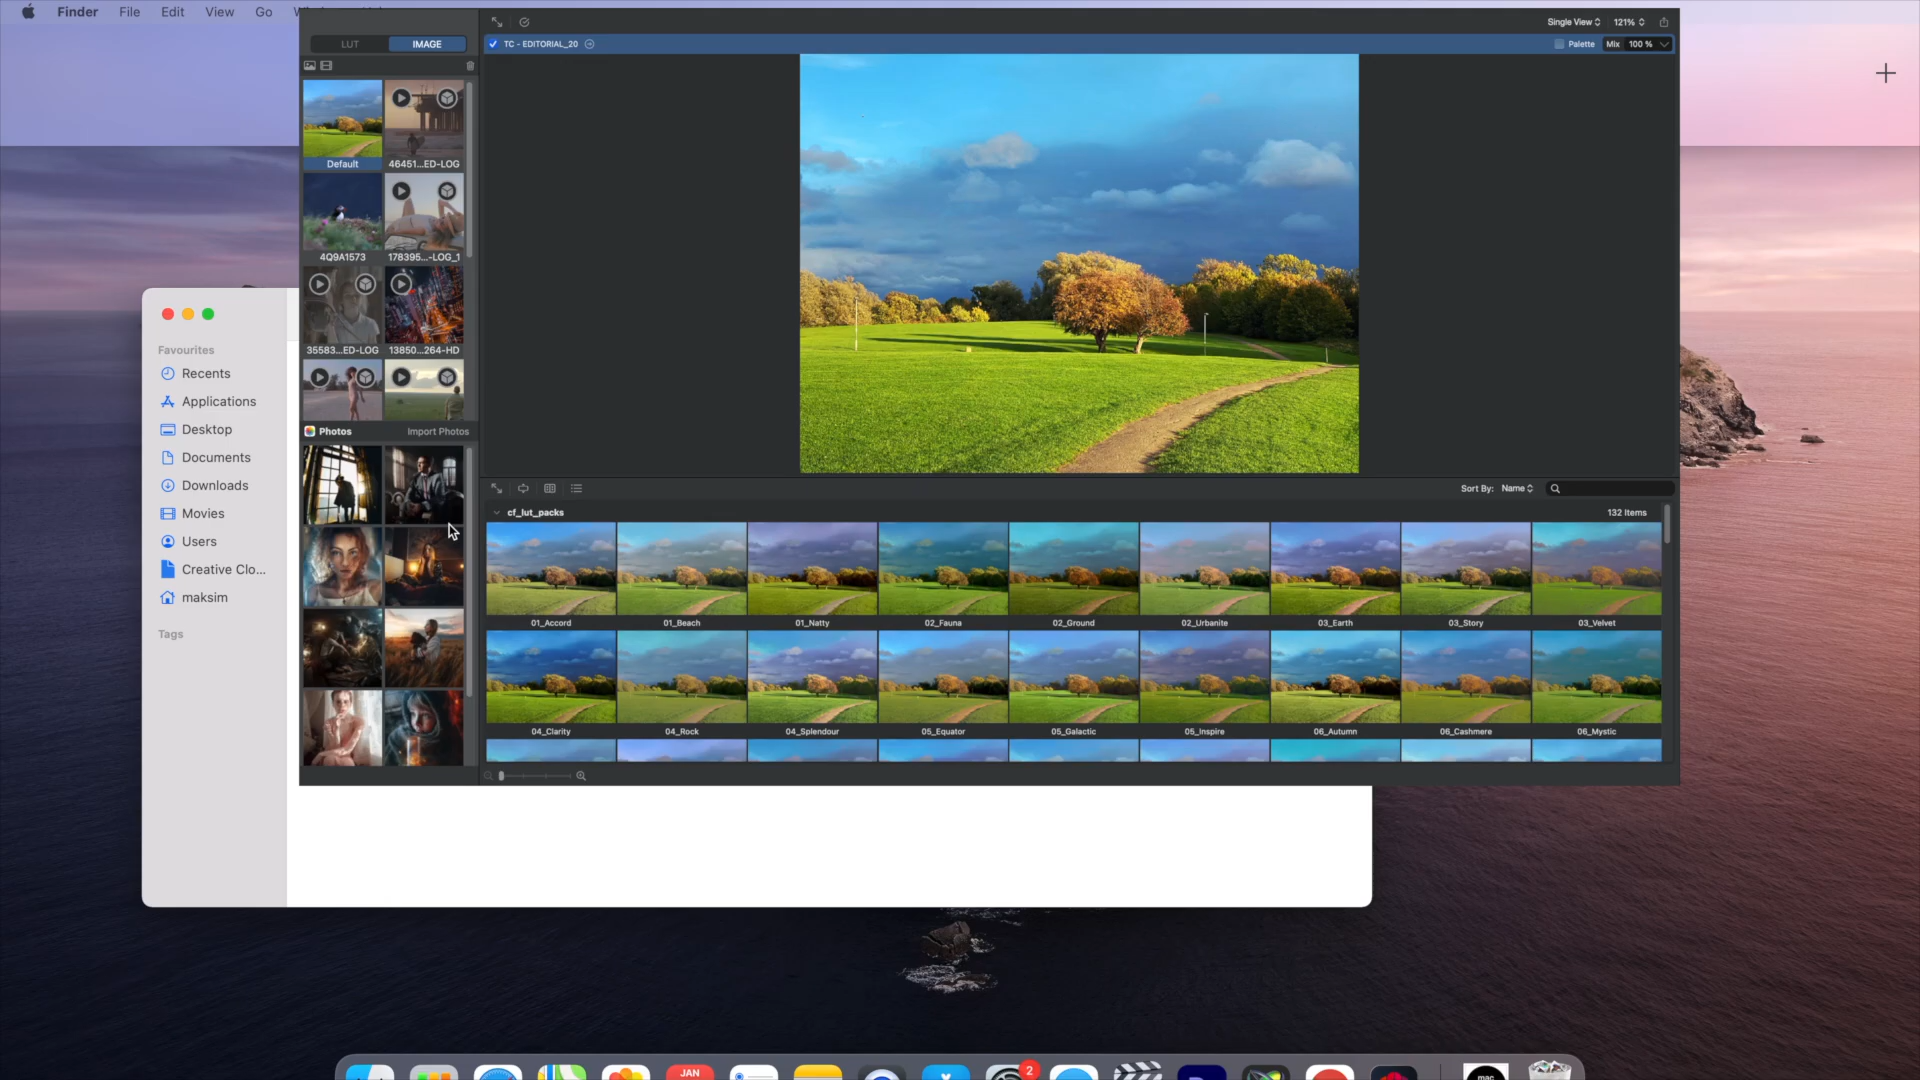 Finder File Edit View Go
Single View 121%
LUT IMAGE
TC - EDITORIAL_20
Palette Mix 100 %
Default 46451...ED-LOG
4Q9A1573 178395...-LOG_1
35583...ED-LOG 13850...264-HD
Photos Import Photos
Favourites
Recents
Applications
Desktop
Documents
Downloads
Movies
Users
Creative Clo...
maksim
Tags
Sort By: Name
cf_lut_packs 132 Items
01_Accord 01_Beach 01_Natty 02_Fauna 02_Ground 02_Urbanite 03_Earth 03_Story 03_Velvet
04_Clarity 04_Rock 04_Splendour 05_Equator 05_Galactic 05_Inspire 06_Autumn 06_Cashmere 06_Mystic
JAN
2
mac